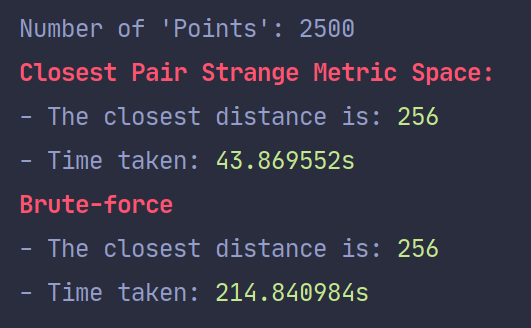 Number of 'Points': 2500
Closest Pair Strange Metric Space:
- The closest distance is: 256
- Time taken: 43.869552s
Brute-force
- The closest distance is: 256
- Time taken: 214.840984s